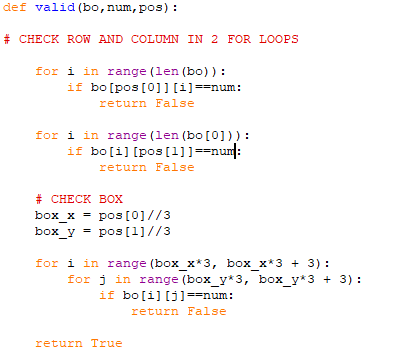 def valid(bo,num,pos):
# CHECK ROW AND COLUMN IN 2 FOR LOOPS
    for i in range(len(bo)):
        if bo[pos[0]][i]==num:
            return False
    for i in range(len(bo[0])):
        if bo[i][pos[1]]==num:
            return False
    # CHECK BOX
    box_x = pos[0]//3
    box_y = pos[1]//3
    for i in range(box_x*3, box_x*3 + 3):
        for j in range(box_y*3, box_y*3 + 3):
            if bo[i][j]==num:
                return False
    return True